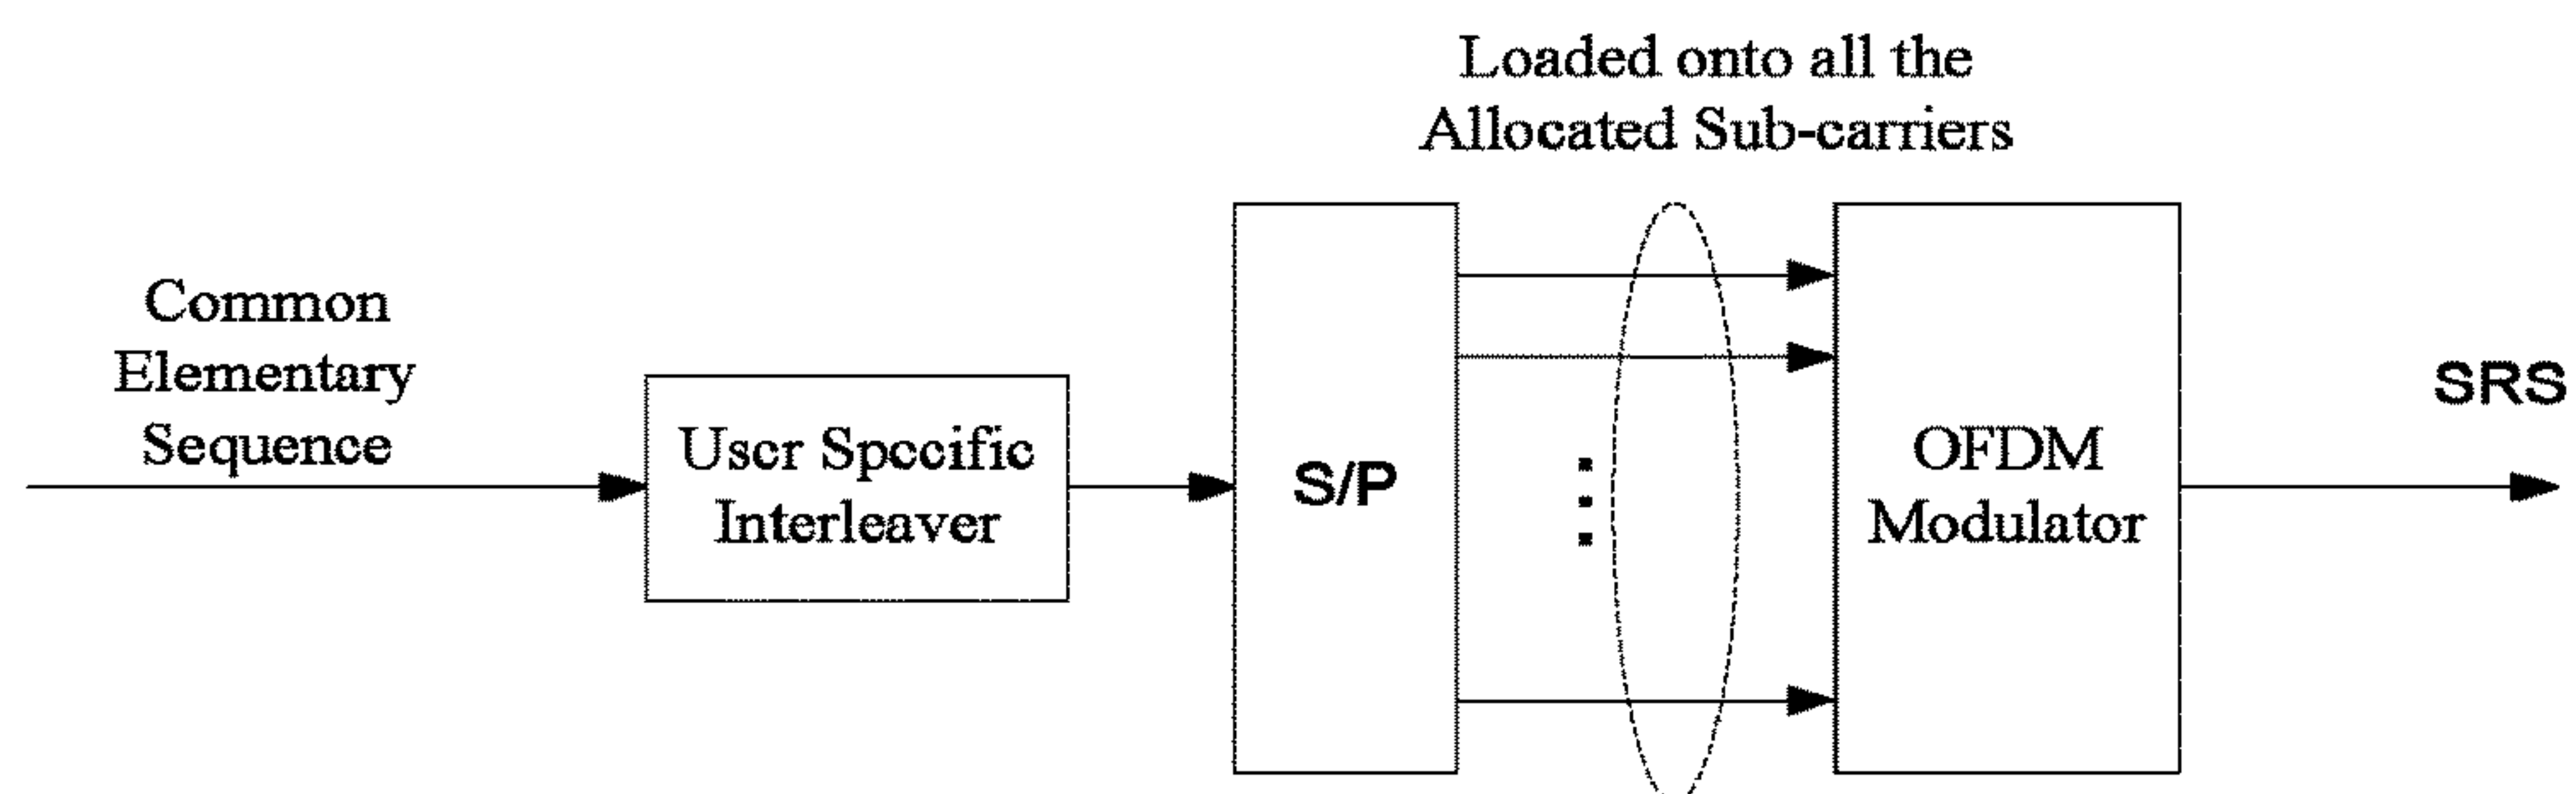 Loaded onto all the
Allocated Sub-carriers
Common
Elementary
Sequence
User Specific
Interleaver
S/P
OFDM
Modulator
SRS